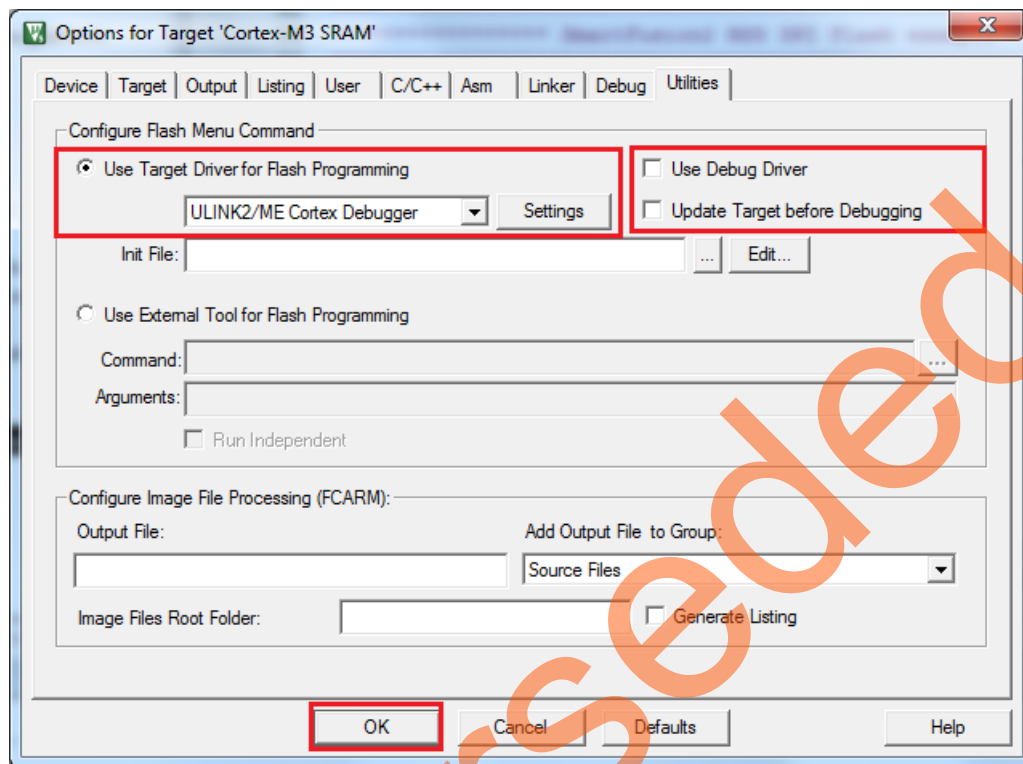 Options for Target 'Cortex-M3 SRAM'
Device Target Output Listing User C/C++ Asm Linker Debug Utilities
Configure Flash Menu Command
Use Target Driver for Flash Programming
Use Debug Driver
ULINK2/ME Cortex Debugger
Settings
Update Target before Debugging
Init File:
...
Edit...
Use External Tool for Flash Programming
Command:
...
Arguments:
Run Independent
Configure Image File Processing (FCARM):
Output File:
Add Output File to Group:
Source Files
Image Files Root Folder:
Generate Listing
OK
Cancel
Defaults
Help
rseded